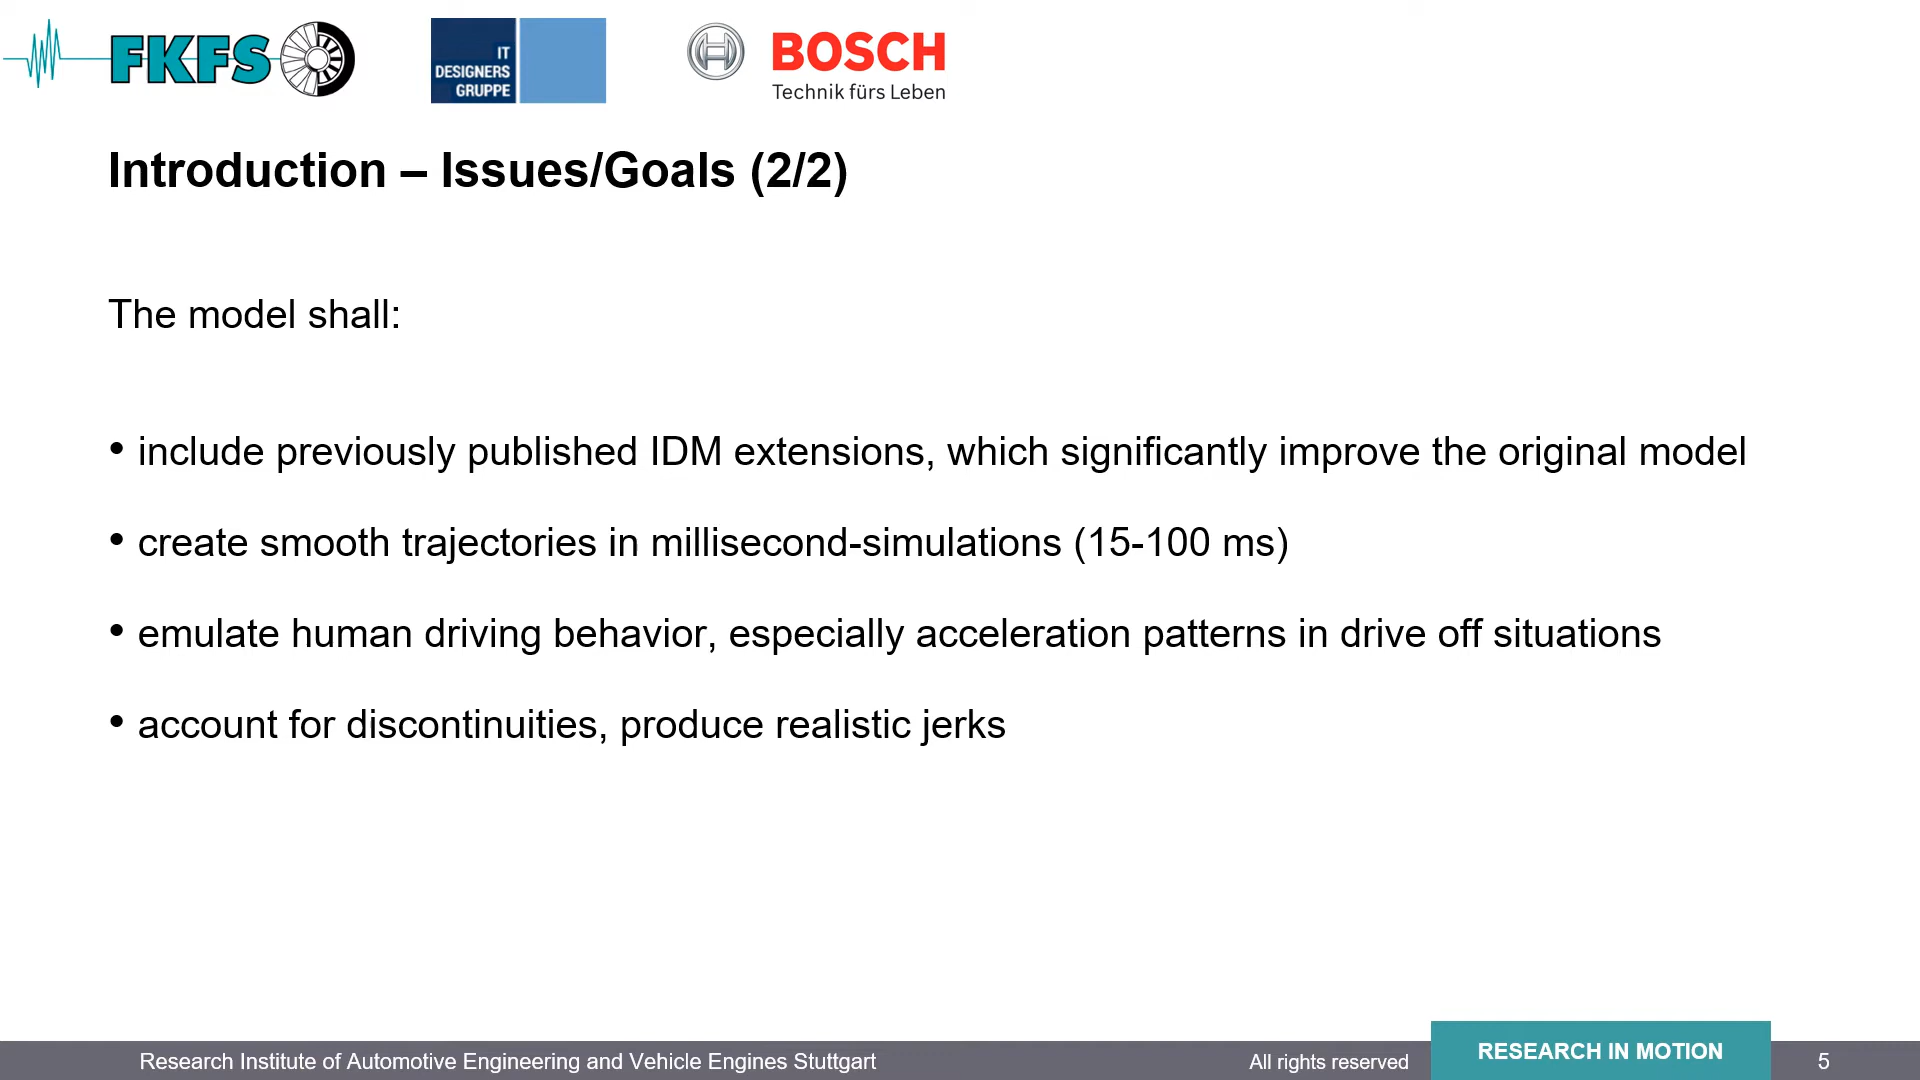 FKFS
IT
DESIGNERS
GRUPPE
BOSCH
Technik fürs Leben
Introduction – Issues/Goals (2/2)
The model shall:
• include previously published IDM extensions, which significantly improve the original model
• create smooth trajectories in millisecond-simulations (15-100 ms)
• emulate human driving behavior, especially acceleration patterns in drive off situations
• account for discontinuities, produce realistic jerks
Research Institute of Automotive Engineering and Vehicle Engines Stuttgart
All rights reserved
RESEARCH IN MOTION
5